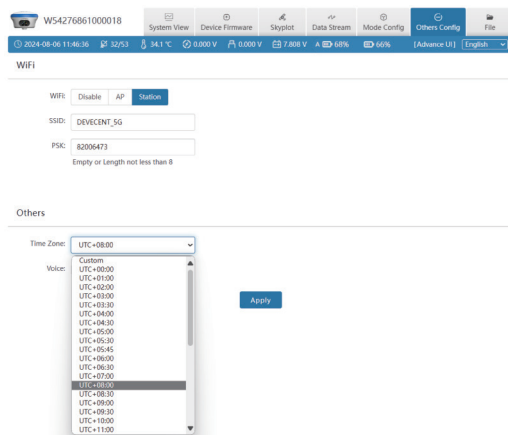 W54276861000018
System View
Device Firmware
Skyplot
Data Stream
Mode Config
Others Config
File
2024-08-06 11:46:36 32/53 34.1 ℃ 0.000 V 0.000 V 7.808 V A 68% 66% [Advance UI] English
WiFi
WIFI: Disable AP Station
SSID: DEVECENT_5G
PSK: 82006473
Empty or Length not less than 8
Others
Time Zone: UTC+08:00
Voice:
Custom
UTC+00:00
UTC+01:00
UTC+02:00
UTC+03:00
UTC+03:30
UTC+04:00
UTC+04:30
UTC+05:00
UTC+05:30
UTC+05:45
UTC+06:00
UTC+06:30
UTC+07:00
UTC+08:00
UTC+08:30
UTC+09:00
UTC+09:30
UTC+10:00
UTC+11:00
Apply